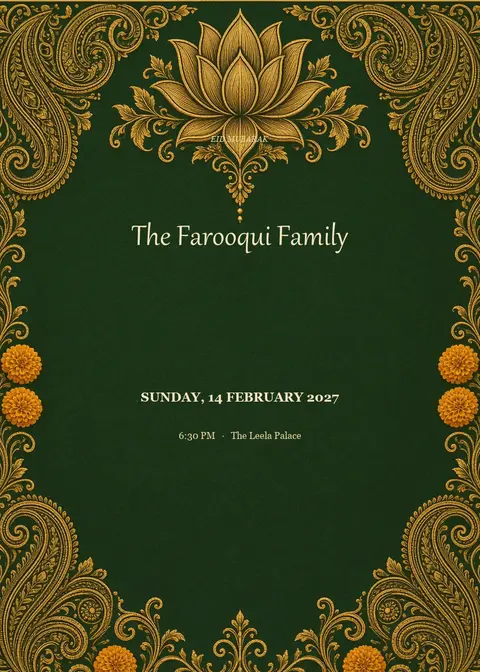 EID MUBARAK
The Farooqui Family
SUNDAY, 14 FEBRUARY 2027
6:30 PM · The Leela Palace